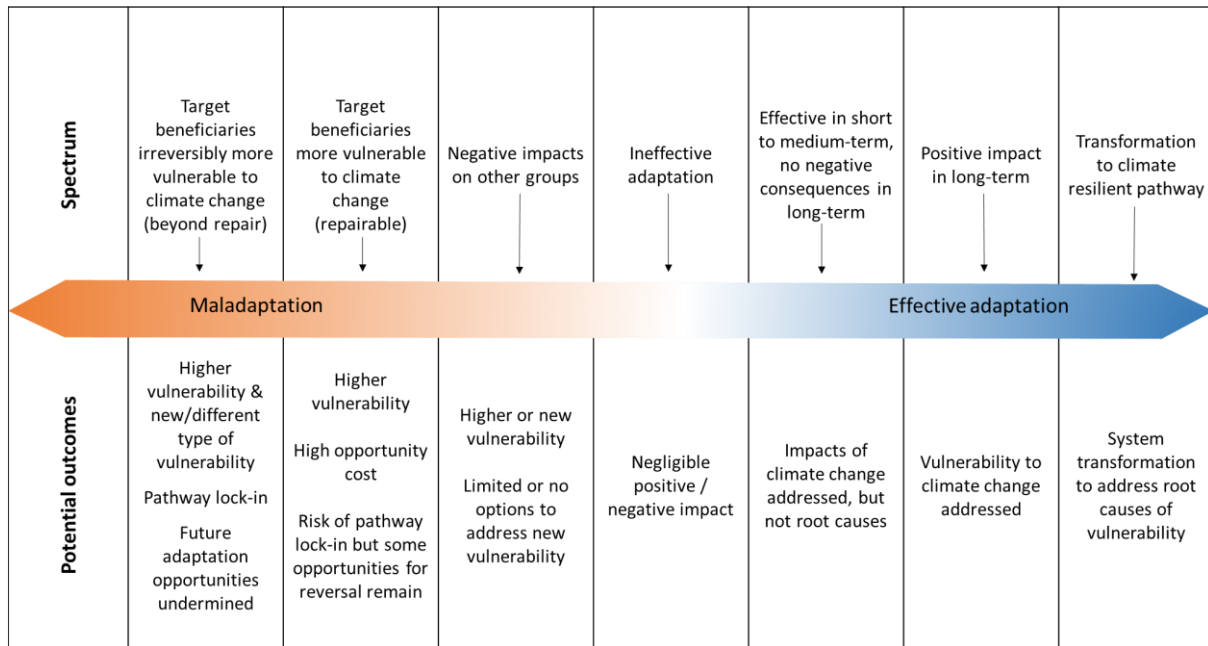 Spectrum
Target
beneficiaries
irreversibly more
vulnerable to
climate change
(beyond repair)
Target
beneficiaries
more vulnerable
to climate
change
(repairable)
Negative impacts
on other groups
Ineffective
adaptation
Effective in short
to medium-term,
no negative
consequences in
long-term
Positive impact
in long-term
Transformation
to climate
resilient pathway
Maladaptation
Effective adaptation
Potential outcomes
Higher
vulnerability &
new/different
type of
vulnerability
Pathway lock-in
Future
adaptation
opportunities
undermined
Higher
vulnerability
High opportunity
cost
Risk of pathway
lock-in but some
opportunities for
reversal remain
Higher or new
vulnerability
Limited or no
options to
address new
vulnerability
Negligible
positive /
negative impact
Impacts of
climate change
addressed, but
not root causes
Vulnerability to
climate change
addressed
System
transformation
to address root
causes of
vulnerability